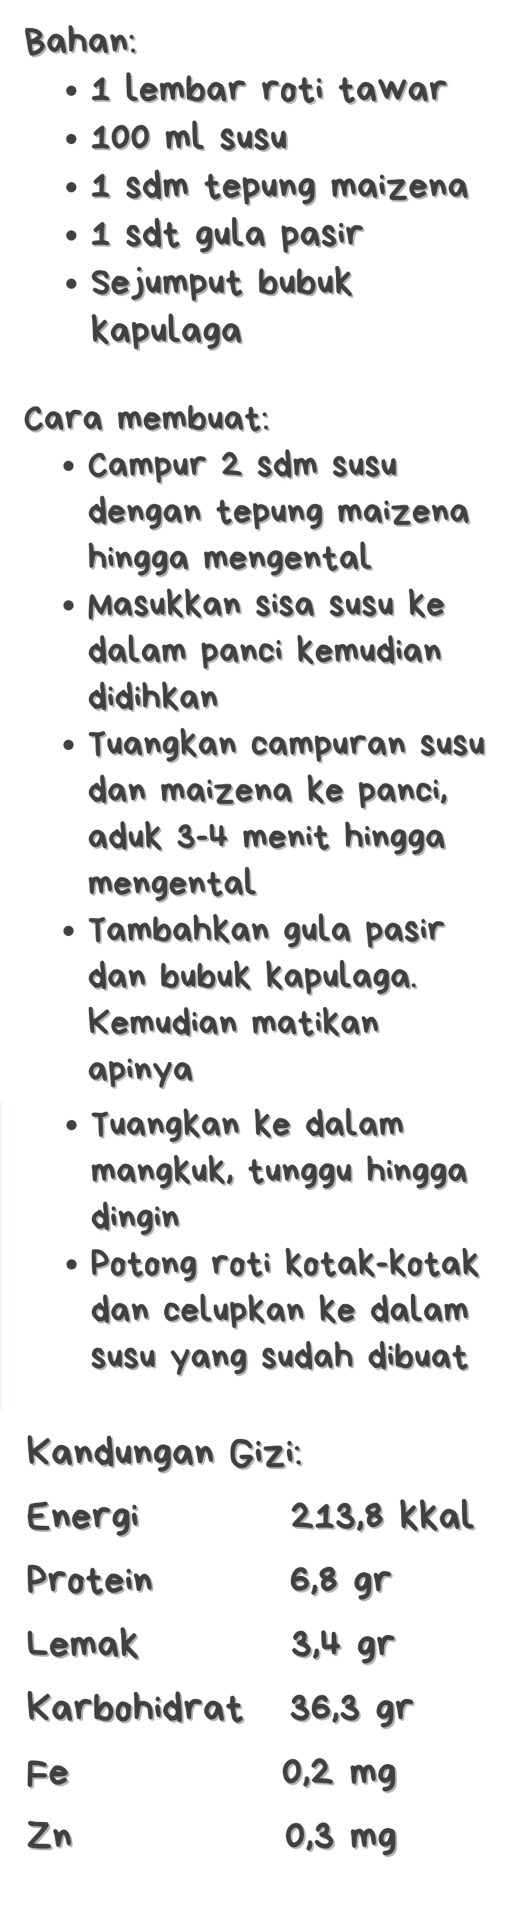 Bahan:
• 1 lembar roti tawar
• 100 ml susu
• 1 sdm tepung maizena
• 1 sdt gula pasir
• Sejumput bubuk
kapulaga
Cara membuat:
• Campur 2 sdm susu
dengan tepung maizena
hingga mengental
• Masukkan sisa susu ke
dalam panci kemudian
didihkan
• Tuangkan campuran susu
dan maizena ke panci,
aduk 3-4 menit hingga
mengental
• Tambahkan gula pasir
dan bubuk kapulaga.
Kemudian matikan
apinya
• Tuangkan ke dalam
mangkuk, tunggu hingga
dingin
• Potong roti kotak-kotak
dan celupkan ke dalam
susu yang sudah dibuat
Kandungan Gizi:
Energi 213,8 kkal
Protein 6,8 gr
Lemak 3,4 gr
Karbohidrat 36,3 gr
Fe 0,2 mg
Zn 0,3 mg